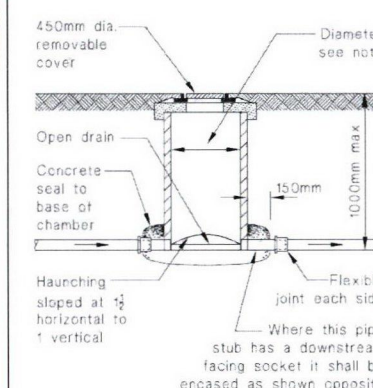 450mm dia.
removable
cover
Diamete
see not
Open drain
Concrete
seal to
base of
chamber
150mm
1000mm max
Haunching
sloped at 1½
horizontal to
1 vertical
Flexibl
joint each sid
Where this pip
stub has a downstrea
facing socket it shall b
encased as shown opposit